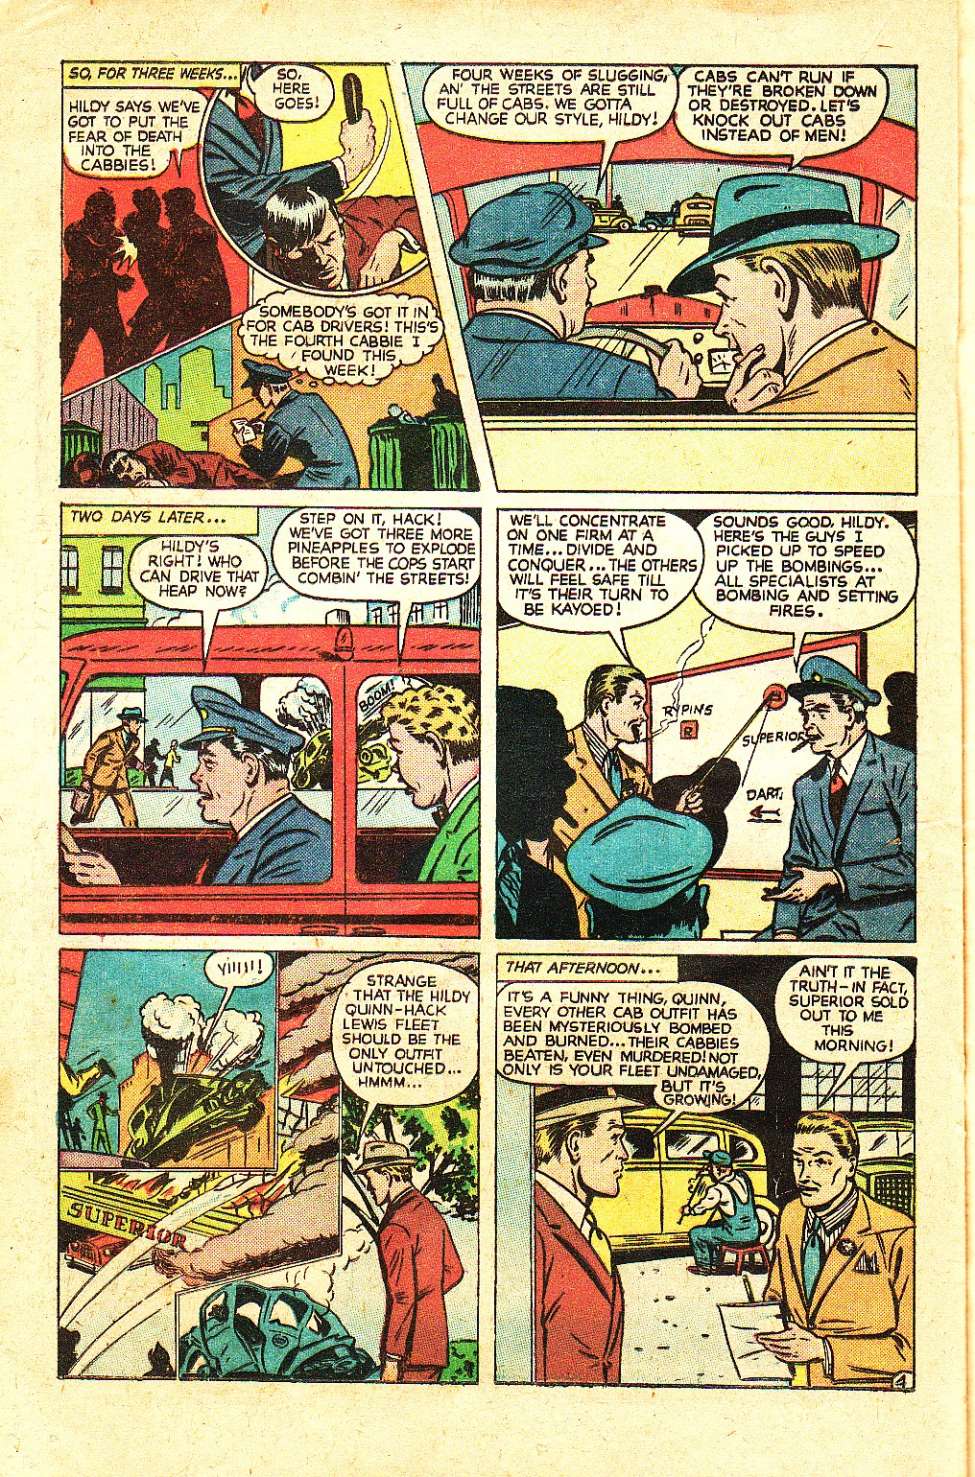 SO, FOR THREE WEEKS...
HILDY SAYS WE'VE
GOT TO PUT THE
FEAR OF DEATH
INTO THE
CABBIES!
SO,
HERE
GOES!
SOMEBODY'S GOT IT IN
FOR CAB DRIVERS! THIS'S
THE FOURTH CABBIE I
FOUND THIS
WEEK!
FOUR WEEKS OF SLUGGING,
AN' THE STREETS ARE STILL
FULL OF CABS. WE GOTTA
CHANGE OUR STYLE, HILDY!
CABS CAN'T RUN IF
THEY'RE BROKEN DOWN
OR DESTROYED. LET'S
KNOCK OUT CABS
INSTEAD OF MEN!
TWO DAYS LATER...
HILDY'S
RIGHT! WHO
CAN DRIVE THAT
HEAP NOW?
STEP ON IT, HACK!
WE'VE GOT THREE MORE
PINEAPPLES TO EXPLODE
BEFORE THE COPS START
COMBIN' THE STREETS!
BOOM!
WE'LL CONCENTRATE
ON ONE FIRM AT A
TIME... DIVIDE AND
CONQUER... THE OTHERS
WILL FEEL SAFE TILL
IT'S THEIR TURN TO
BE KAYOED!
SOUNDS GOOD, HILDY.
HERE'S THE GUYS I
PICKED UP TO SPEED
UP THE BOMBINGS...
ALL SPECIALISTS AT
BOMBING AND SETTING
FIRES.
RYPINS
R
SUPERIOR
DART
YIIIII!
STRANGE
THAT THE HILDY
QUINN-HACK
LEWIS FLEET
SHOULD BE THE
ONLY OUTFIT
UNTOUCHED...
HMMM...
SUPERIOR
THAT AFTERNOON...
IT'S A FUNNY THING, QUINN,
EVERY OTHER CAB OUTFIT HAS
BEEN MYSTERIOUSLY BOMBED
AND BURNED... THEIR CABBIES
BEATEN, EVEN MURDERED! NOT
ONLY IS YOUR FLEET UNDAMAGED,
BUT IT'S
GROWING!
AIN'T IT THE
TRUTH-IN FACT,
SUPERIOR SOLD
OUT TO ME
THIS
MORNING!
4